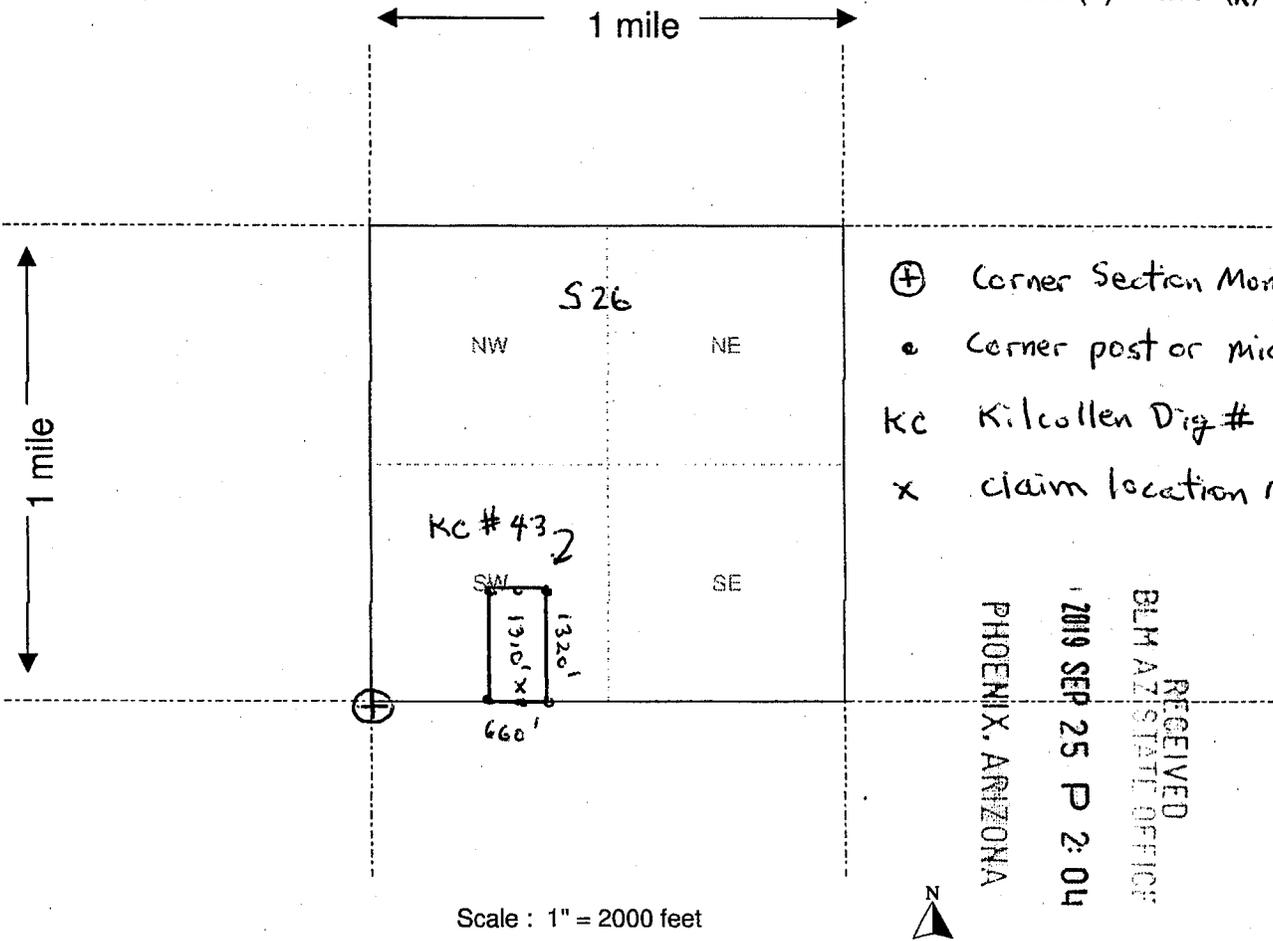 1 mile
1 mile
S26
NW
NE
⊕ Corner Section
• Corner post or
KC Kilcollen Dig #
x claim location
KC # 43
SW
SE
1310'
x
1320'
660'
RECEIVED
BLM AZ STATE OFFICE
2019 SEP 25 P 2:04
PHOENIX, ARIZONA
N
Scale : 1" = 2000 feet